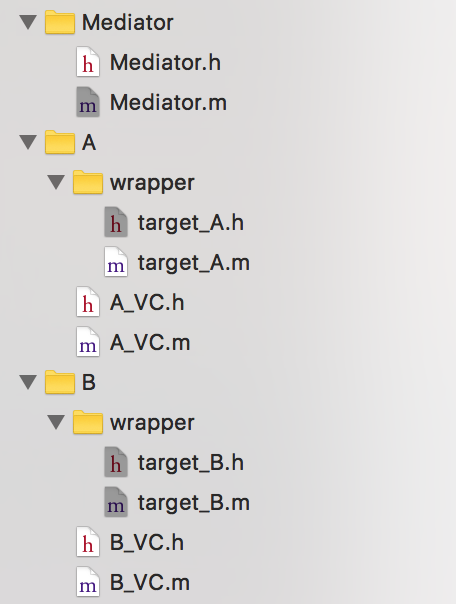 Mediator
h Mediator.h
m Mediator.m
A
wrapper
h target_A.h
m target_A.m
h A_VC.h
m A_VC.m
B
wrapper
h target_B.h
m target_B.m
h B_VC.h
m B_VC.m